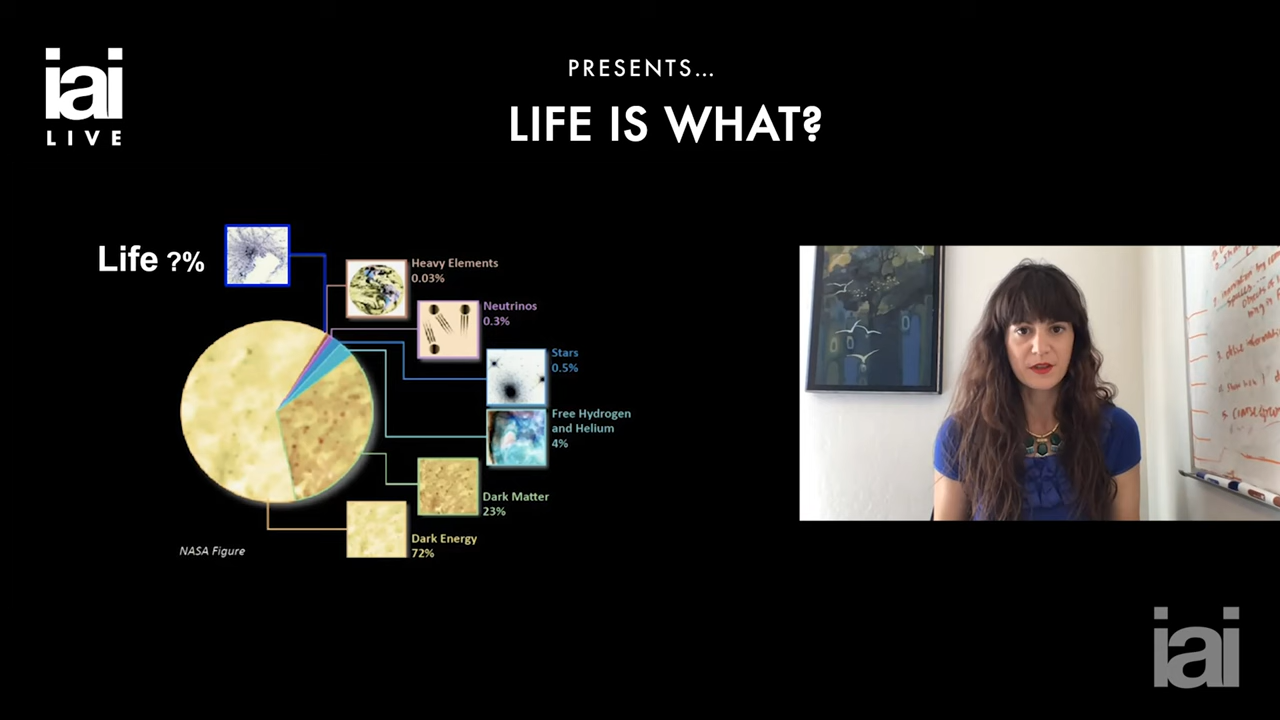 iai
LIVE
PRESENTS...
LIFE IS WHAT?
Life ?%
Heavy Elements
0.03%
Neutrinos
0.3%
Stars
0.5%
Free Hydrogen
and Helium
4%
Dark Matter
23%
Dark Energy
72%
NASA Figure
iai